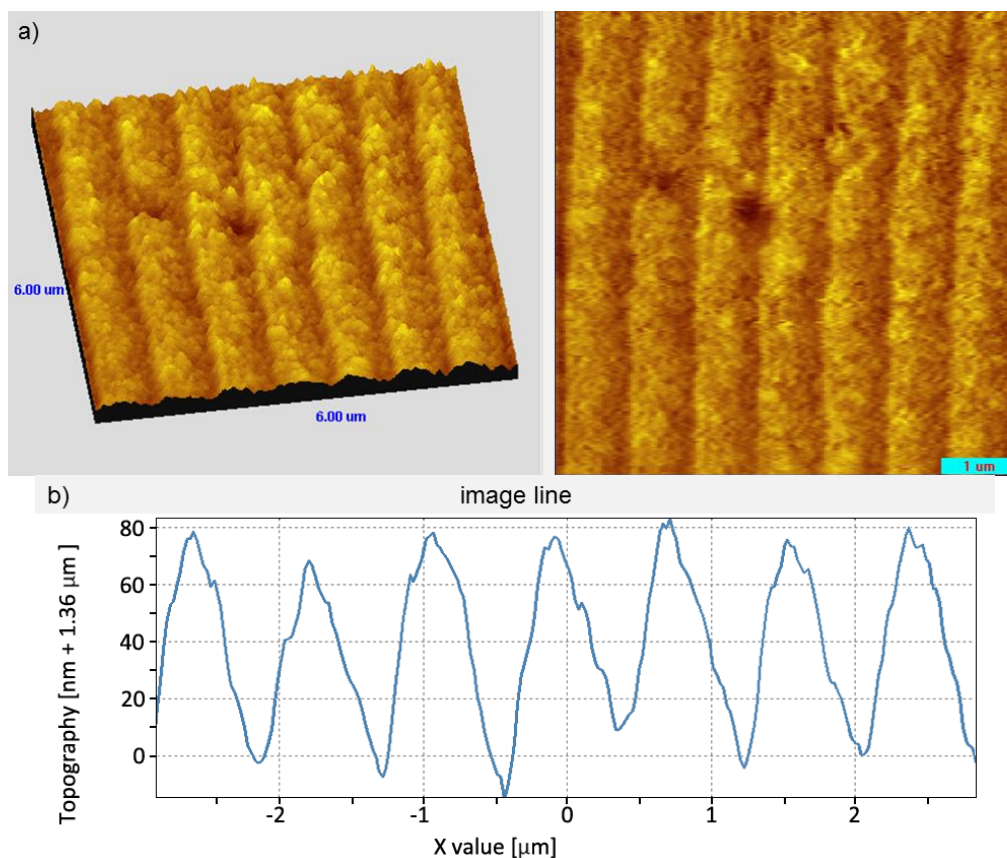 a)
6.00 um
6.00 um
1 um
b)
image line
Topography [nm + 1.36 μm]
80
60
40
20
0
-2
-1
0
1
2
X value [μm]